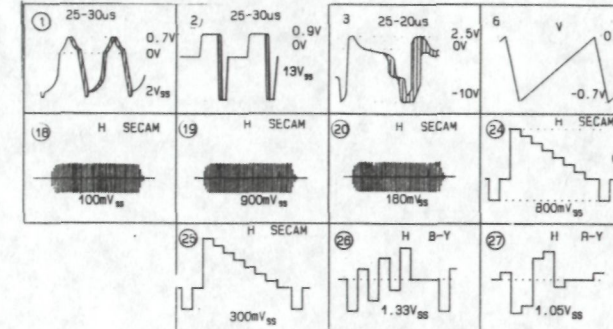 1 25-30us 0.7V 0V 2Vss
2 25-30us 0.9V 0V 13Vss
3 25-20us 2.5V 0V -10V
6 V -0.7V
18 H SECAM 100mVss
19 H SECAM 900mVss
20 H SECAM 180mVss
24 H SECAM 800mVss
25 H SECAM 300mVss
26 H B-Y 1.33Vss
27 H R-Y 1.05Vss